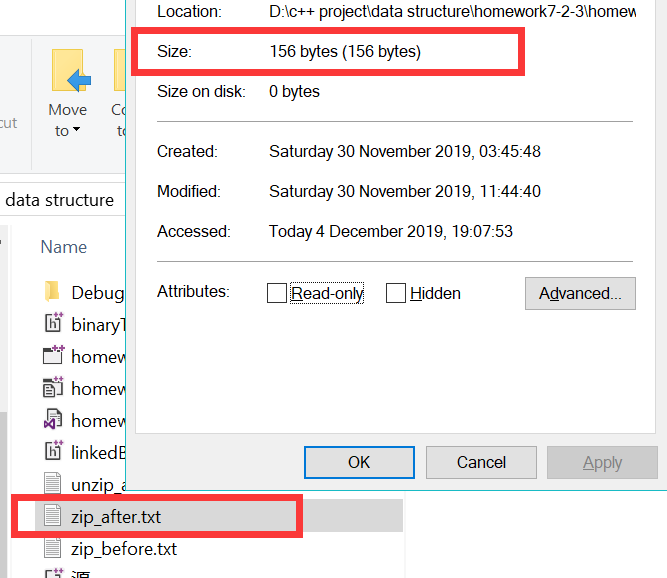 Location: D:\c++ project\data structure\homework7-2-3\homew
Size: 156 bytes (156 bytes)
Size on disk: 0 bytes
Move
to
Co
to
cut
Created: Saturday 30 November 2019, 03:45:48
Modified: Saturday 30 November 2019, 11:44:40
data structure
Accessed: Today 4 December 2019, 19:07:53
Name
Attributes: Read-only Hidden Advanced...
Debug
binaryT
homew
homew
homew
linkedB
OK Cancel Apply
unzip_a
zip_after.txt
zip_before.txt
源